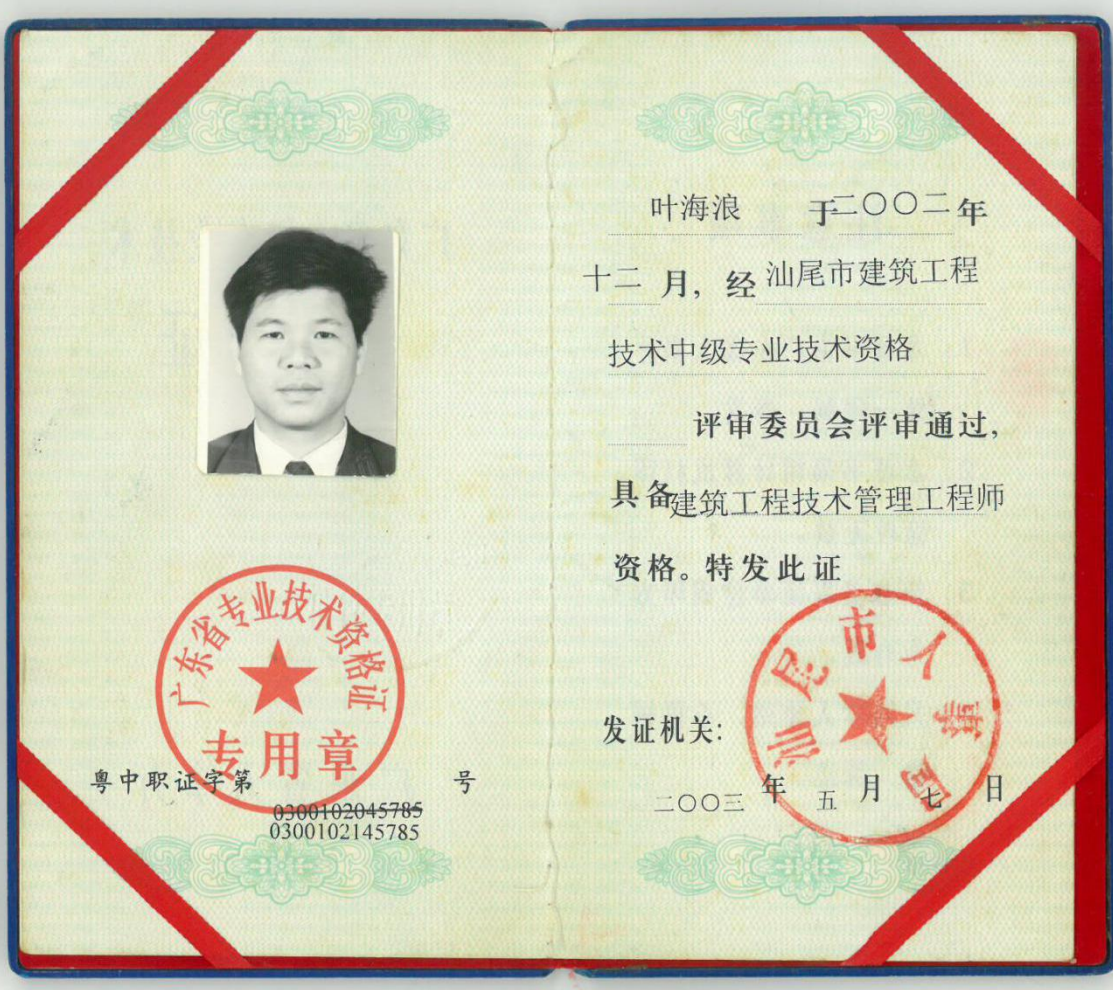 广东省专业技术资格证
专用章
粤中职证字第 号
0300102045785
0300102145785
叶海浪 于二〇〇二年
十二月，经汕尾市建筑工程
技术中级专业技术资格
评审委员会评审通过，
具备建筑工程技术管理工程师
资格。特发此证
汕尾市人事局
发证机关：
二〇〇三年五月七日